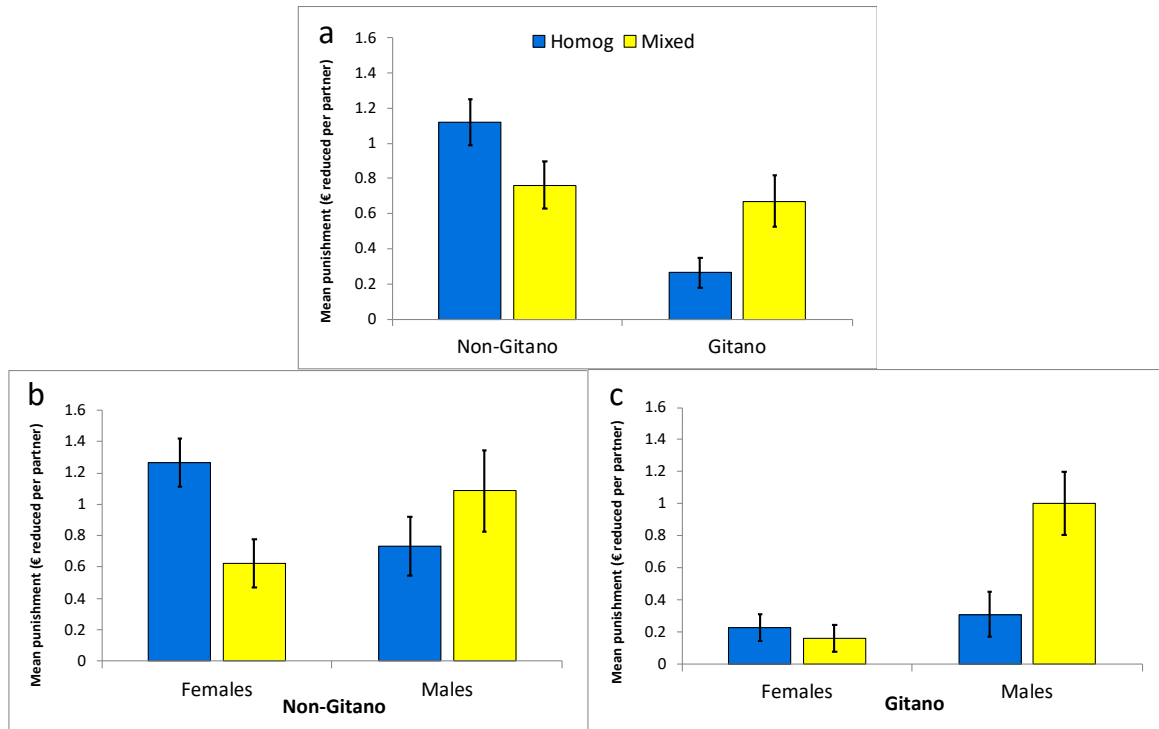 a
Homog Mixed
Mean punishment (€ reduced per partner)
1.6
1.4
1.2
1
0.8
0.6
0.4
0.2
0
Non-Gitano Gitano
b
Mean punishment (€ reduced per partner)
1.6
1.4
1.2
1
0.8
0.6
0.4
0.2
0
Females Males
Non-Gitano
c
Mean punishment (€ reduced per partner)
1.6
1.4
1.2
1
0.8
0.6
0.4
0.2
0
Females Males
Gitano